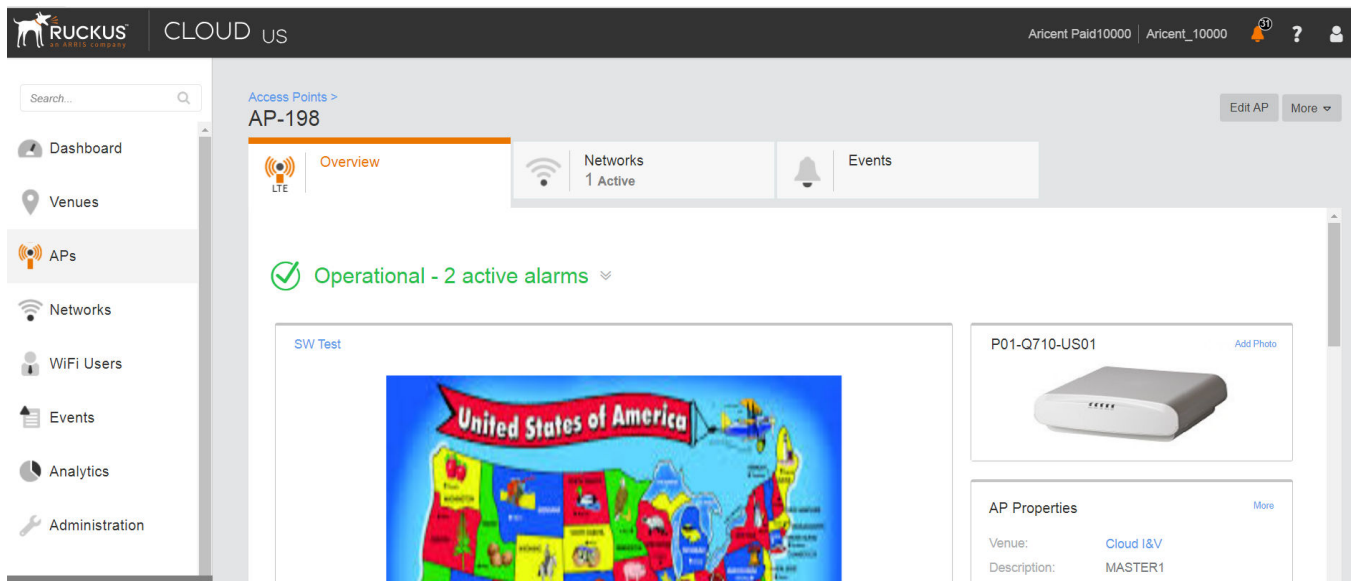 RUCKUS
an ARRIS company
CLOUD US
Aricent Paid10000
Aricent_10000
31
?
Search...
Dashboard
Venues
APs
Networks
WiFi Users
Events
Analytics
Administration
Access Points >
AP-198
Edit AP
More
LTE
Overview
Networks
1 Active
Events
Operational - 2 active alarms
SW Test
United States of America
P01-Q710-US01
Add Photo
AP Properties
More
Venue: Cloud I&V
Description: MASTER1